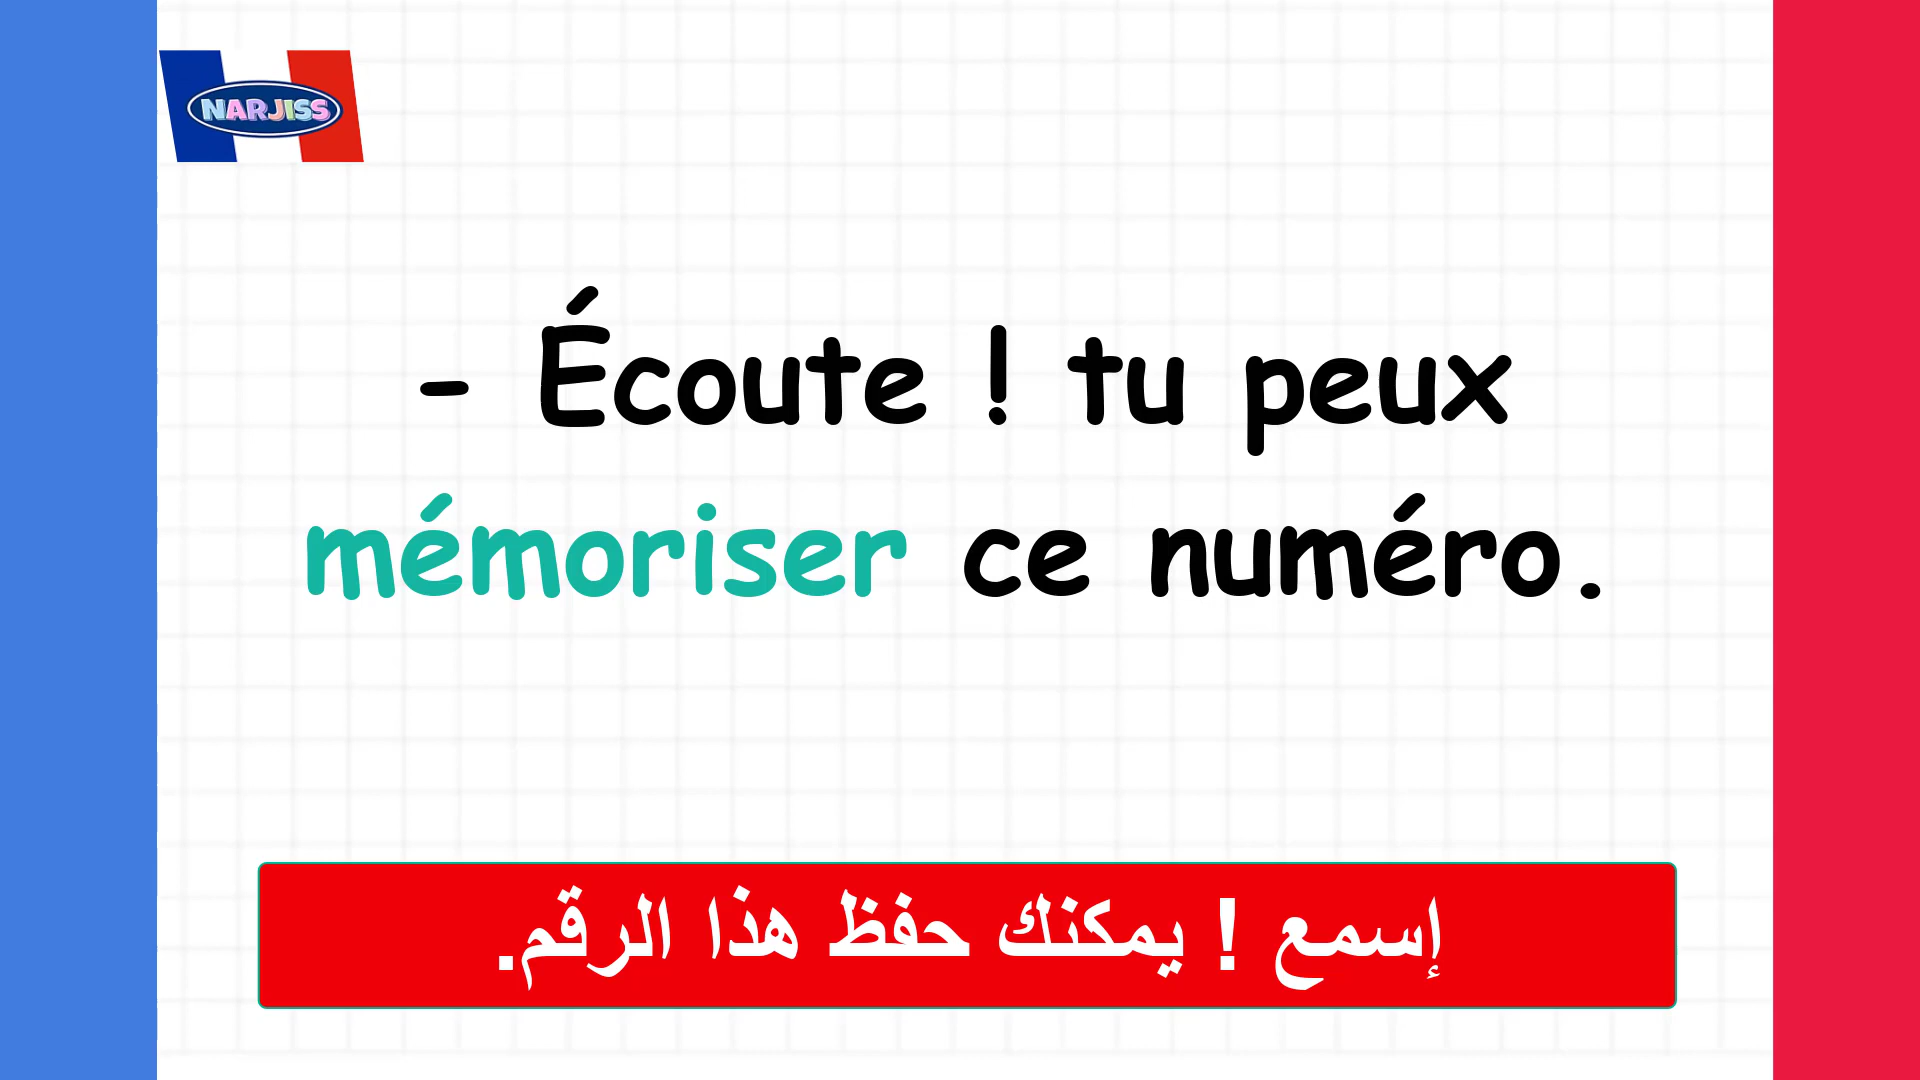 NARJISS
- Écoute ! tu peux
mémoriser ce numéro.
إسمع ! يمكنك حفظ هذا الرقم.